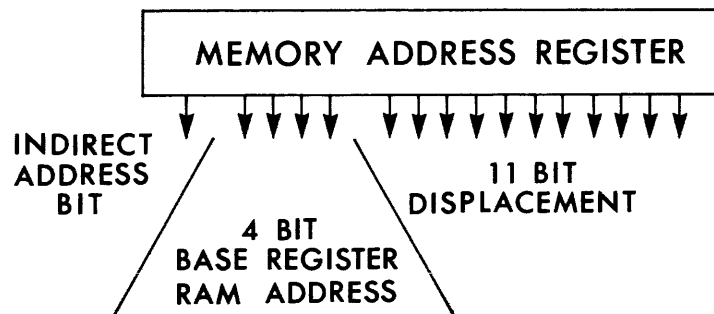 MEMORY ADDRESS REGISTER
INDIRECT
ADDRESS
BIT
11 BIT
DISPLACEMENT
4 BIT
BASE REGISTER
RAM ADDRESS